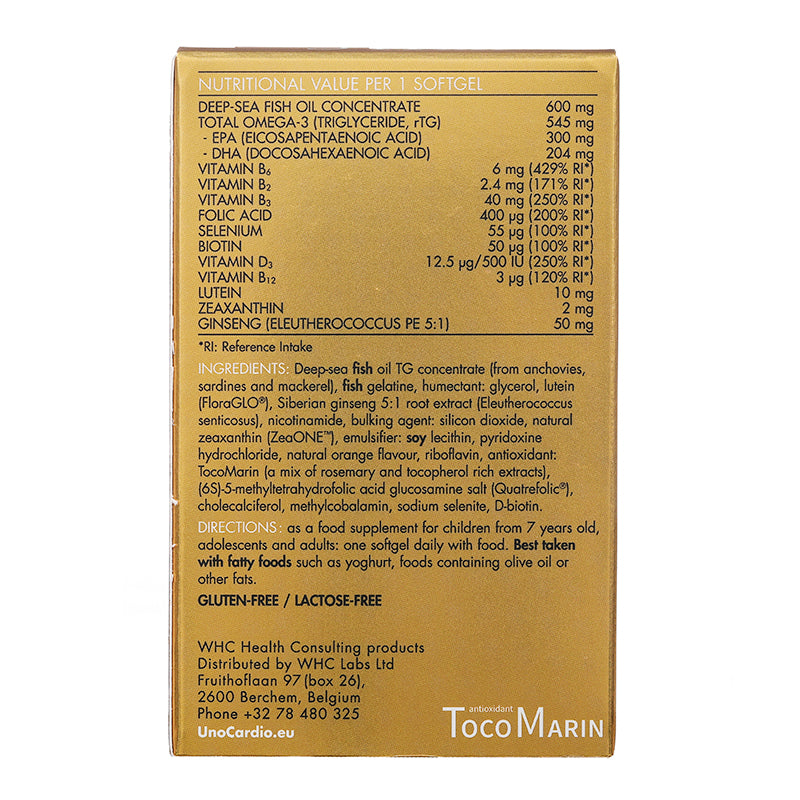 NUTRITIONAL VALUE PER 1 SOFTGEL
DEEP-SEA FISH OIL CONCENTRATE 600 mg
TOTAL OMEGA-3 (TRIGLYCERIDE, rTG) 545 mg
- EPA (EICOSAPENTAENOIC ACID) 300 mg
- DHA (DOCOSAHEXAENOIC ACID) 204 mg
VITAMIN B₆ 6 mg (429% RI*)
VITAMIN B₂ 2.4 mg (171% RI*)
VITAMIN B₃ 40 mg (250% RI*)
FOLIC ACID 400 µg (200% RI*)
SELENIUM 55 µg (100% RI*)
BIOTIN 50 µg (100% RI*)
VITAMIN D₃ 12.5 µg/500 IU (250% RI*)
VITAMIN B₁₂ 3 µg (120% RI*)
LUTEIN 10 mg
ZEAXANTHIN 2 mg
GINSENG (ELEUTHEROCOCCUS PE 5:1) 50 mg
*RI: Reference Intake
INGREDIENTS: Deep-sea fish oil TG concentrate (from anchovies,
sardines and mackerel), fish gelatine, humectant: glycerol, lutein
(FloraGLO®), Siberian ginseng 5:1 root extract (Eleutherococcus
senticosus), nicotinamide, bulking agent: silicon dioxide, natural
zeaxanthin (ZeaONE™), emulsifier: soy lecithin, pyridoxine
hydrochloride, natural orange flavour, riboflavin, antioxidant:
TocoMarin (a mix of rosemary and tocopherol rich extracts),
(6S)-5-methyltetrahydrofolic acid glucosamine salt (Quatrefolic®),
cholecalciferol, methylcobalamin, sodium selenite, D-biotin.
DIRECTIONS: as a food supplement for children from 7 years old,
adolescents and adults: one softgel daily with food. Best taken
with fatty foods such as yoghurt, foods containing olive oil or
other fats.
GLUTEN-FREE / LACTOSE-FREE
WHC Health Consulting products
Distributed by WHC Labs Ltd
Fruithoflaan 97 (box 26),
2600 Berchem, Belgium
Phone +32 78 480 325
UnoCardio.eu
antioxidant
TOCOMARIN